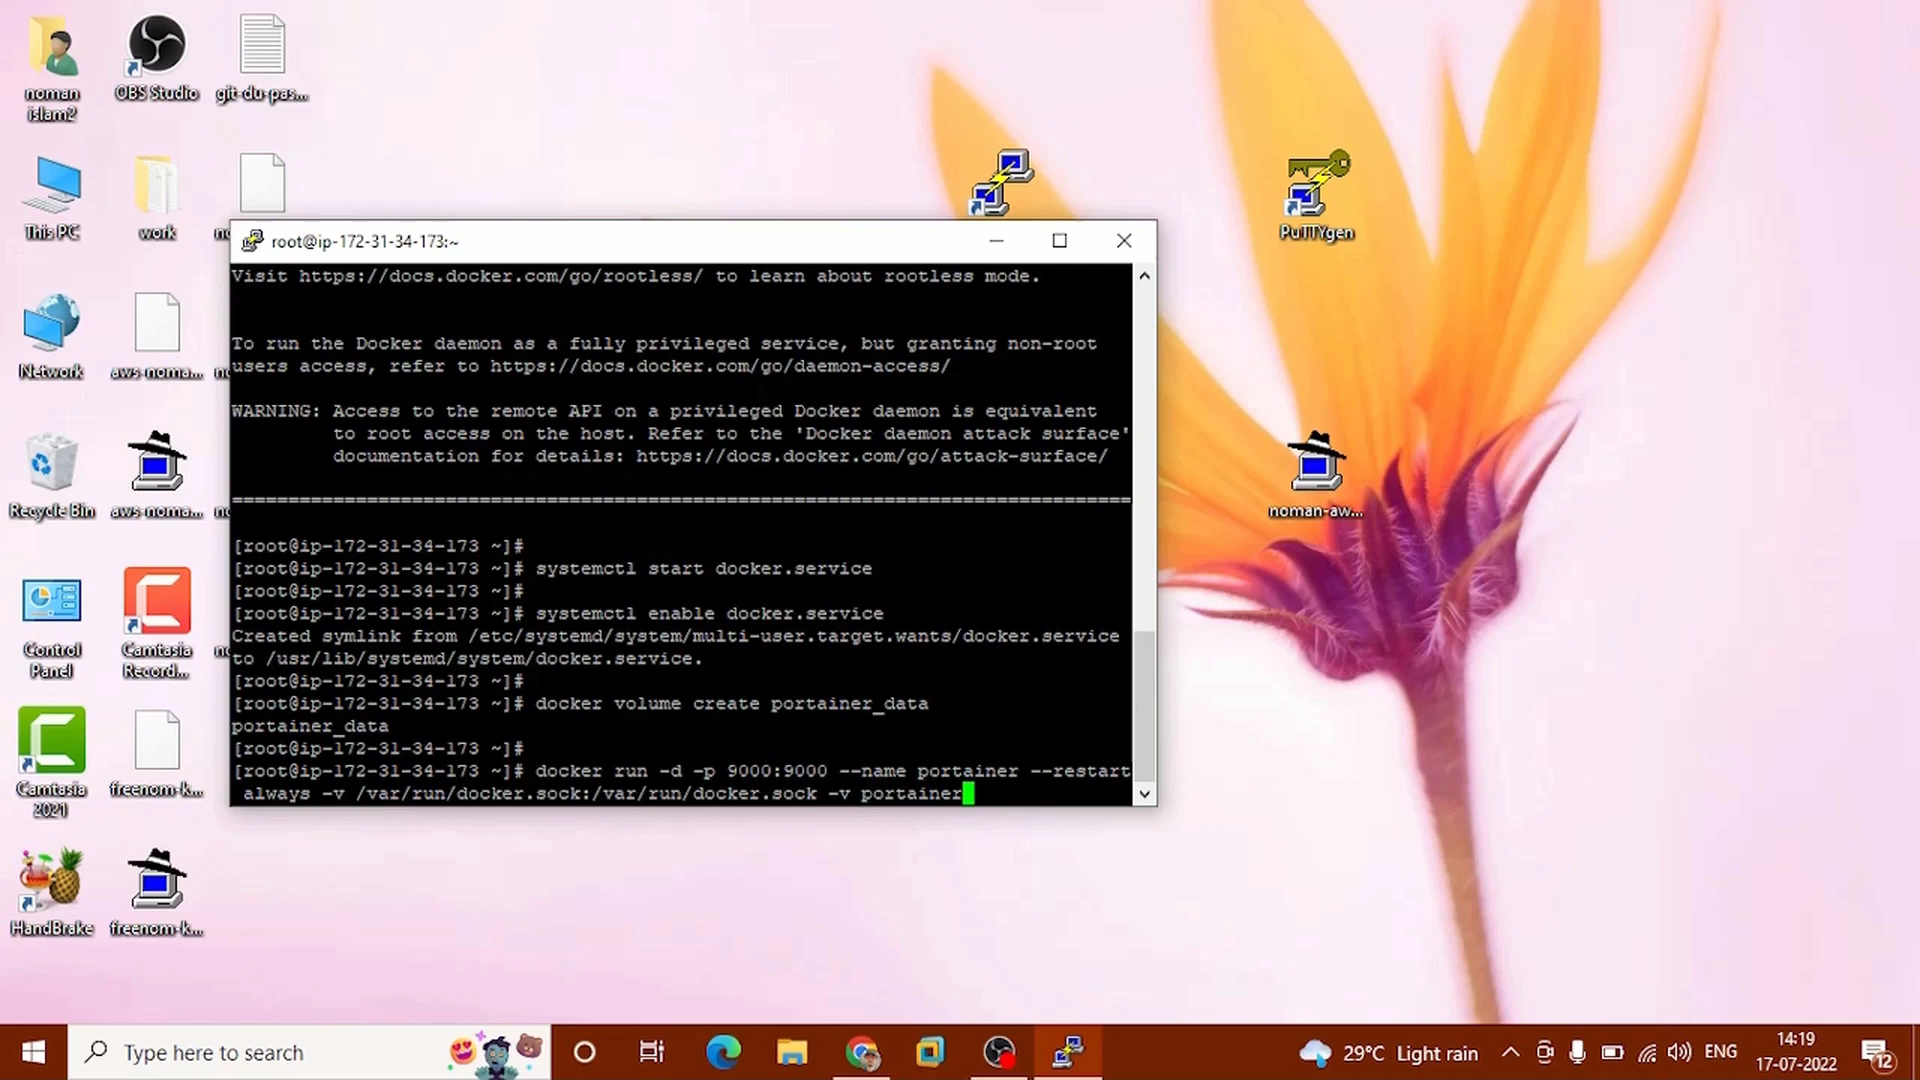 noman
islam2
OBS Studio
git-du-pas...
This PC
work
PuTTYgen
Network
aws-noma...
Recycle Bin
aws-noma...
noman-aw...
Control
Panel
Camtasia
Record...
Camtasia
2021
freenom-k...
HandBrake
freenom-k...
root@ip-172-31-34-173:~
Visit https://docs.docker.com/go/rootless/ to learn about rootless mode.
To run the Docker daemon as a fully privileged service, but granting non-root
users access, refer to https://docs.docker.com/go/daemon-access/
WARNING: Access to the remote API on a privileged Docker daemon is equivalent
to root access on the host. Refer to the 'Docker daemon attack surface'
documentation for details: https://docs.docker.com/go/attack-surface/
================================================================================
[root@ip-172-31-34-173 ~]#
[root@ip-172-31-34-173 ~]# systemctl start docker.service
[root@ip-172-31-34-173 ~]#
[root@ip-172-31-34-173 ~]# systemctl enable docker.service
Created symlink from /etc/systemd/system/multi-user.target.wants/docker.service
to /usr/lib/systemd/system/docker.service.
[root@ip-172-31-34-173 ~]#
[root@ip-172-31-34-173 ~]# docker volume create portainer_data
portainer_data
[root@ip-172-31-34-173 ~]#
[root@ip-172-31-34-173 ~]# docker run -d -p 9000:9000 --name portainer --restart
always -v /var/run/docker.sock:/var/run/docker.sock -v portainer
Type here to search
29°C Light rain
ENG
14:19
17-07-2022
12